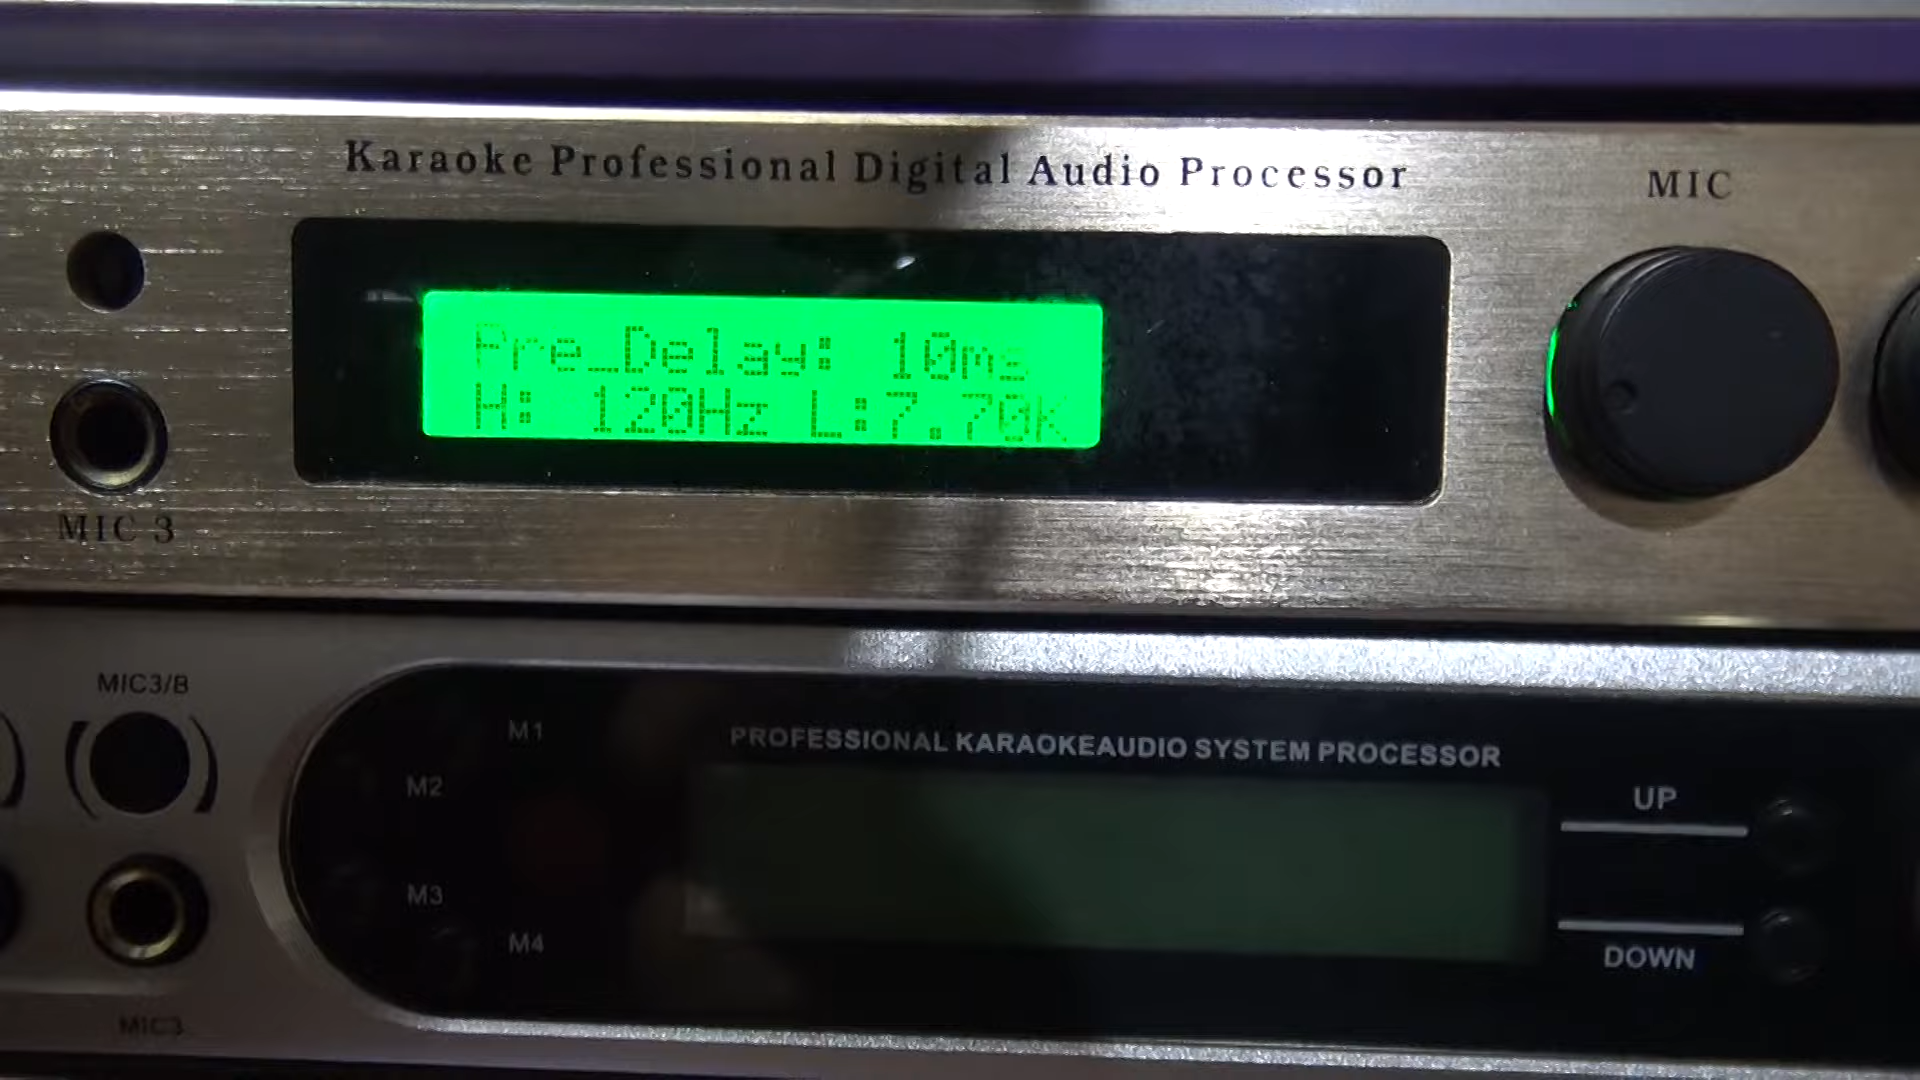 Karaoke Professional Digital Audio Processor
MIC
Pre_Delay: 10ms
H: 120Hz L:7.70K
MIC 3
MIC3/B
M1
M2
M3
M4
PROFESSIONAL KARAOKEAUDIO SYSTEM PROCESSOR
UP
DOWN
MIC3